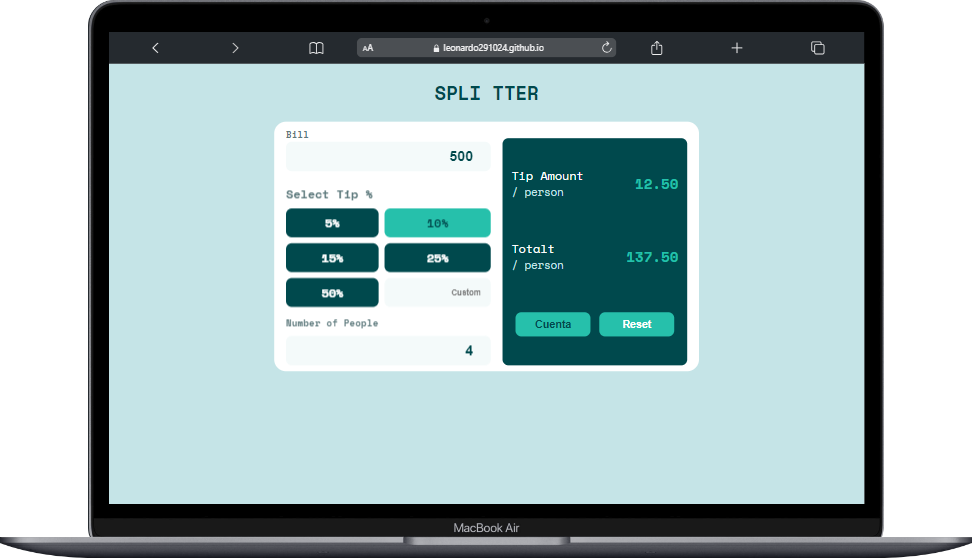 AA leonardo291024.github.io
SPLI TTER
Bill
500
Select Tip %
5% 10%
15% 25%
50% Custom
Number of People
4
Tip Amount
/ person
12.50
Totalt
/ person
137.50
Cuenta Reset
MacBook Air